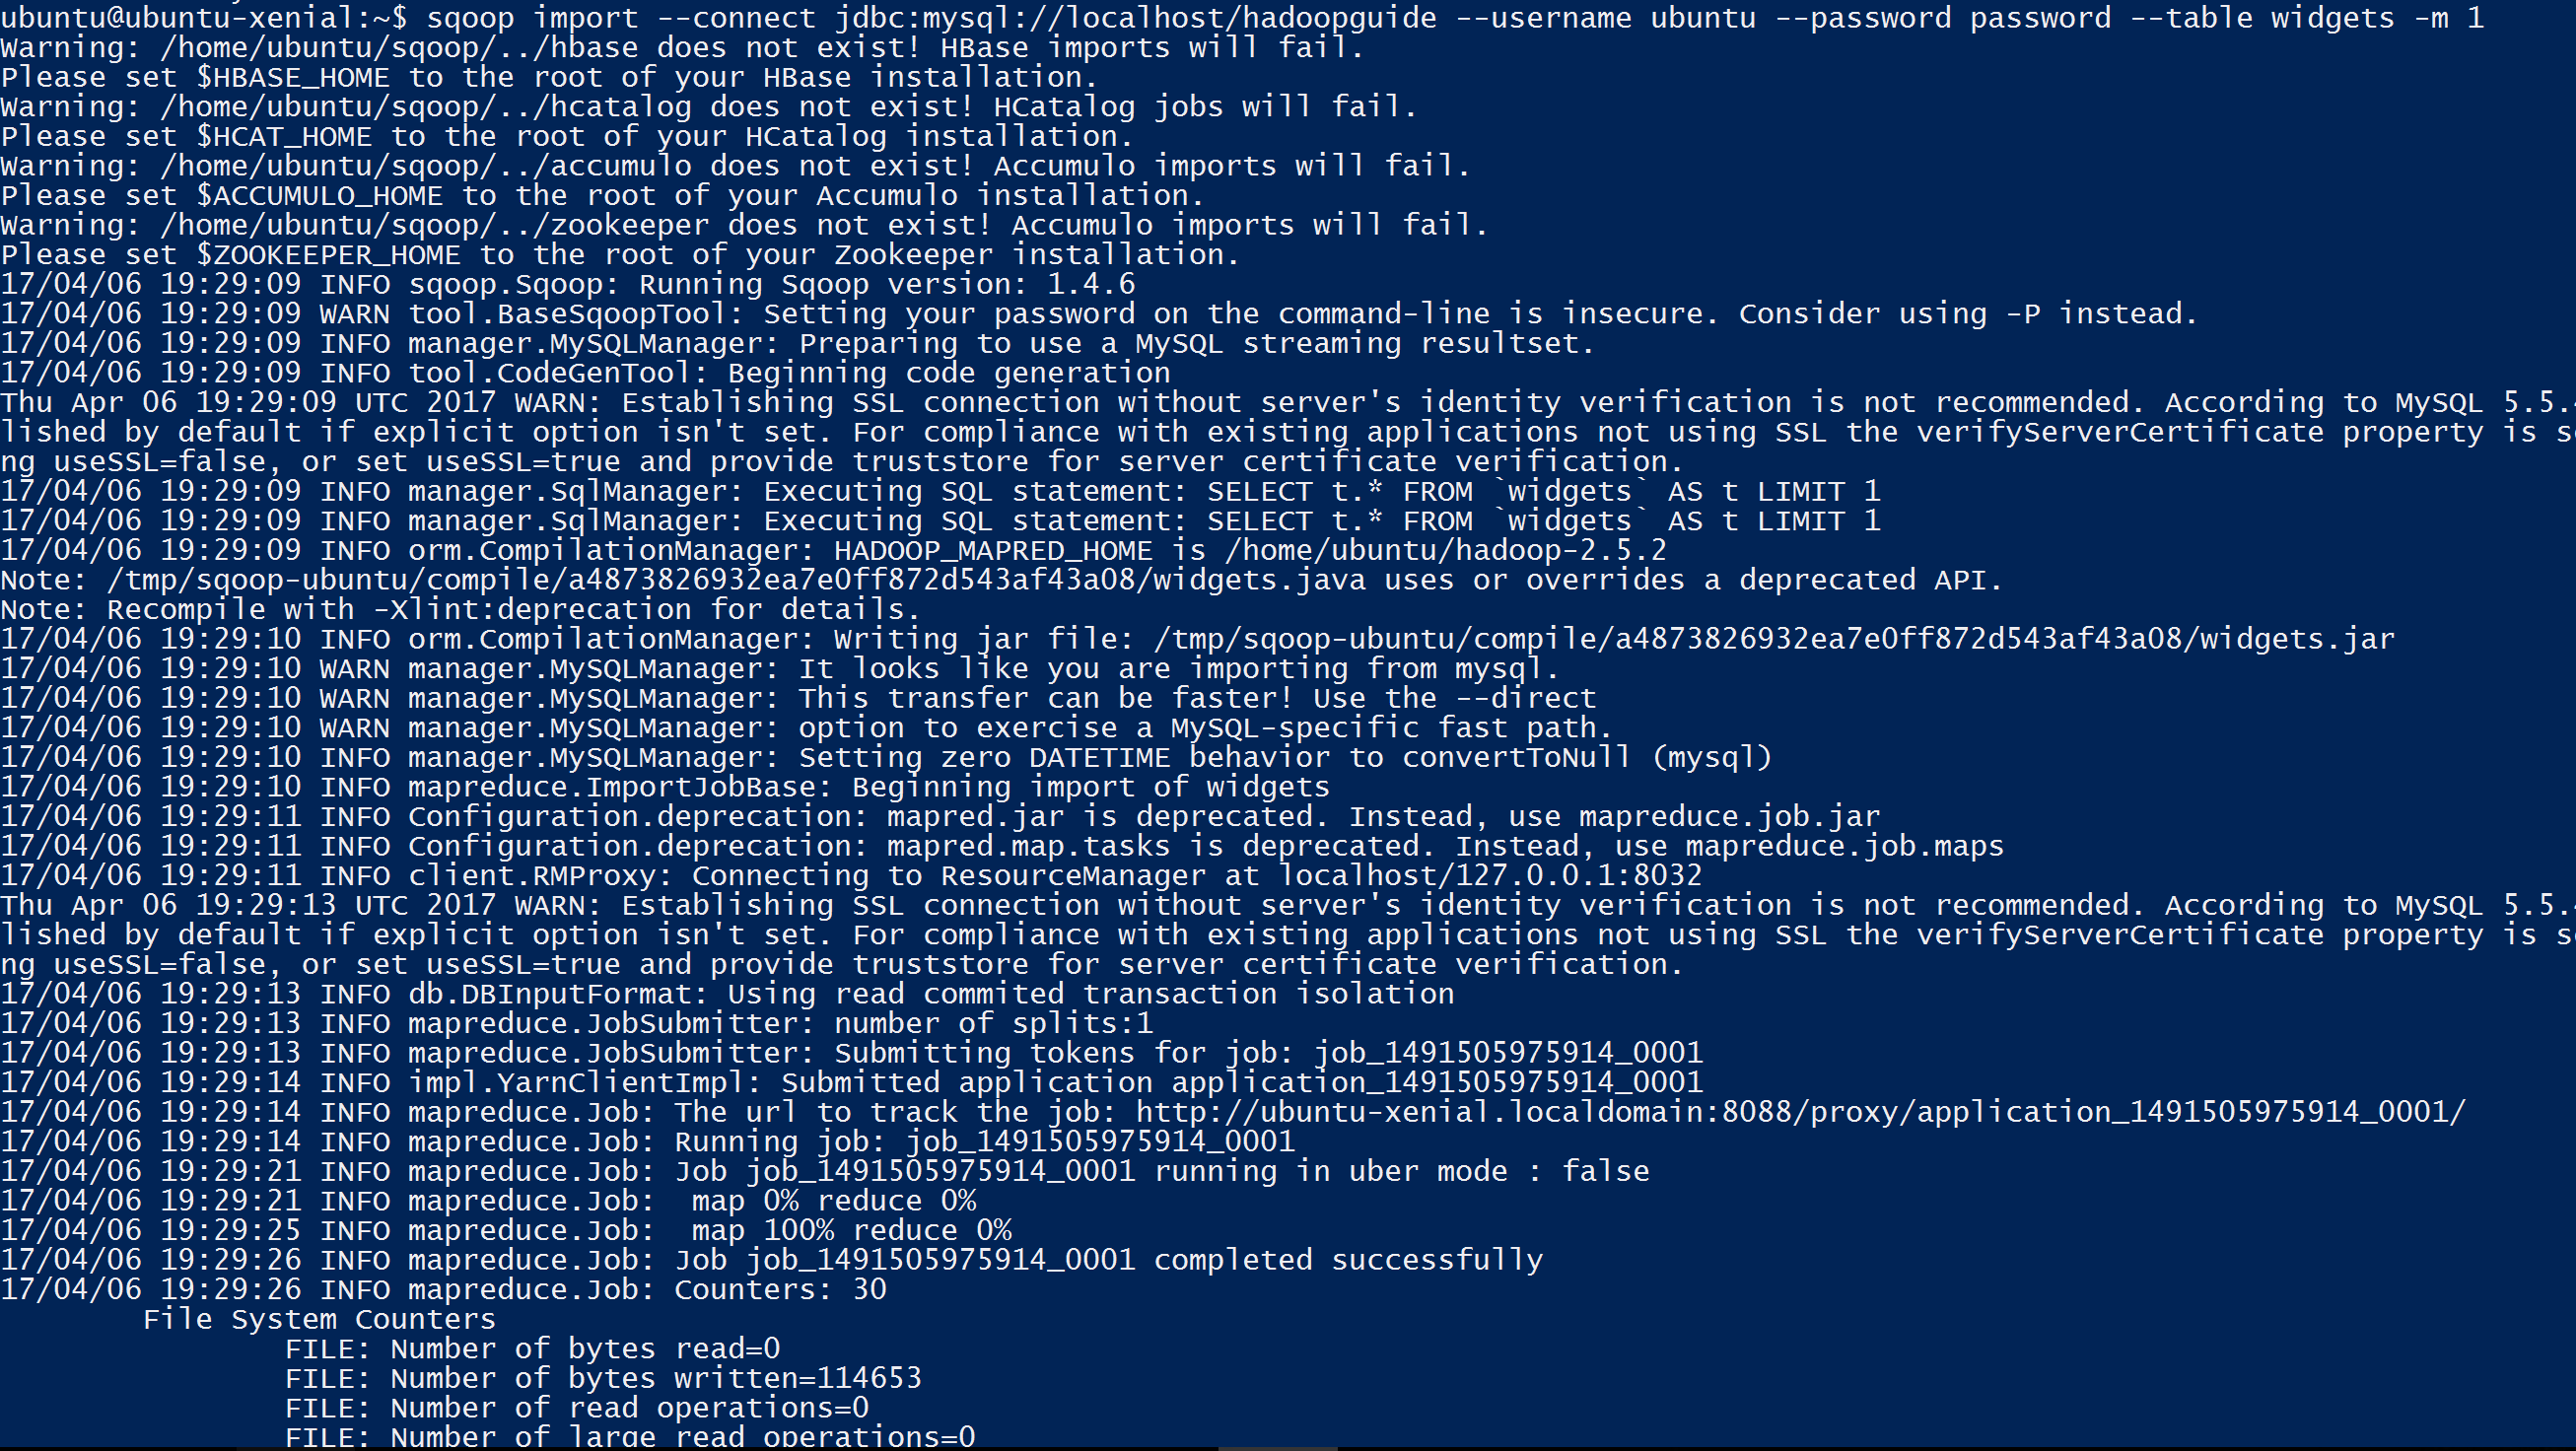 ubuntu@ubuntu-xenial:~$ sqoop import --connect jdbc:mysql://localhost/hadoopguide --username ubuntu --password password --table widgets -m 1
Warning: /home/ubuntu/sqoop/../hbase does not exist! HBase imports will fail.
Please set $HBASE_HOME to the root of your HBase installation.
Warning: /home/ubuntu/sqoop/../hcatalog does not exist! HCatalog jobs will fail.
Please set $HCAT_HOME to the root of your HCatalog installation.
Warning: /home/ubuntu/sqoop/../accumulo does not exist! Accumulo imports will fail.
Please set $ACCUMULO_HOME to the root of your Accumulo installation.
Warning: /home/ubuntu/sqoop/../zookeeper does not exist! Accumulo imports will fail.
Please set $ZOOKEEPER_HOME to the root of your Zookeeper installation.
17/04/06 19:29:09 INFO sqoop.Sqoop: Running Sqoop version: 1.4.6
17/04/06 19:29:09 WARN tool.BaseSqoopTool: Setting your password on the command-line is insecure. Consider using -P instead.
17/04/06 19:29:09 INFO manager.MySQLManager: Preparing to use a MySQL streaming resultset.
17/04/06 19:29:09 INFO tool.CodeGenTool: Beginning code generation
Thu Apr 06 19:29:09 UTC 2017 WARN: Establishing SSL connection without server's identity verification is not recommended. According to MySQL 5.5.
lished by default if explicit option isn't set. For compliance with existing applications not using SSL the verifyServerCertificate property is
ng useSSL=false, or set useSSL=true and provide truststore for server certificate verification.
17/04/06 19:29:09 INFO manager.SqlManager: Executing SQL statement: SELECT t.* FROM `widgets` AS t LIMIT 1
17/04/06 19:29:09 INFO manager.SqlManager: Executing SQL statement: SELECT t.* FROM `widgets` AS t LIMIT 1
17/04/06 19:29:09 INFO orm.CompilationManager: HADOOP_MAPRED_HOME is /home/ubuntu/hadoop-2.5.2
Note: /tmp/sqoop-ubuntu/compile/a4873826932ea7e0ff872d543af43a08/widgets.java uses or overrides a deprecated API.
Note: Recompile with -Xlint:deprecation for details.
17/04/06 19:29:10 INFO orm.CompilationManager: Writing jar file: /tmp/sqoop-ubuntu/compile/a4873826932ea7e0ff872d543af43a08/widgets.jar
17/04/06 19:29:10 WARN manager.MySQLManager: It looks like you are importing from mysql.
17/04/06 19:29:10 WARN manager.MySQLManager: This transfer can be faster! Use the --direct
17/04/06 19:29:10 WARN manager.MySQLManager: option to exercise a MySQL-specific fast path.
17/04/06 19:29:10 INFO manager.MySQLManager: Setting zero DATETIME behavior to convertToNull (mysql)
17/04/06 19:29:10 INFO mapreduce.ImportJobBase: Beginning import of widgets
17/04/06 19:29:11 INFO Configuration.deprecation: mapred.jar is deprecated. Instead, use mapreduce.job.jar
17/04/06 19:29:11 INFO Configuration.deprecation: mapred.map.tasks is deprecated. Instead, use mapreduce.job.maps
17/04/06 19:29:11 INFO client.RMProxy: Connecting to ResourceManager at localhost/127.0.0.1:8032
Thu Apr 06 19:29:13 UTC 2017 WARN: Establishing SSL connection without server's identity verification is not recommended. According to MySQL 5.5.
lished by default if explicit option isn't set. For compliance with existing applications not using SSL the verifyServerCertificate property is
ng useSSL=false, or set useSSL=true and provide truststore for server certificate verification.
17/04/06 19:29:13 INFO db.DBInputFormat: Using read commited transaction isolation
17/04/06 19:29:13 INFO mapreduce.JobSubmitter: number of splits:1
17/04/06 19:29:13 INFO mapreduce.JobSubmitter: Submitting tokens for job: job_1491505975914_0001
17/04/06 19:29:14 INFO impl.YarnClientImpl: Submitted application application_1491505975914_0001
17/04/06 19:29:14 INFO mapreduce.Job: The url to track the job: http://ubuntu-xenial.localdomain:8088/proxy/application_1491505975914_0001/
17/04/06 19:29:14 INFO mapreduce.Job: Running job: job_1491505975914_0001
17/04/06 19:29:21 INFO mapreduce.Job: Job job_1491505975914_0001 running in uber mode : false
17/04/06 19:29:21 INFO mapreduce.Job:  map 0% reduce 0%
17/04/06 19:29:25 INFO mapreduce.Job:  map 100% reduce 0%
17/04/06 19:29:26 INFO mapreduce.Job: Job job_1491505975914_0001 completed successfully
17/04/06 19:29:26 INFO mapreduce.Job: Counters: 30
File System Counters
FILE: Number of bytes read=0
FILE: Number of bytes written=114653
FILE: Number of read operations=0
FILE: Number of large read operations=0